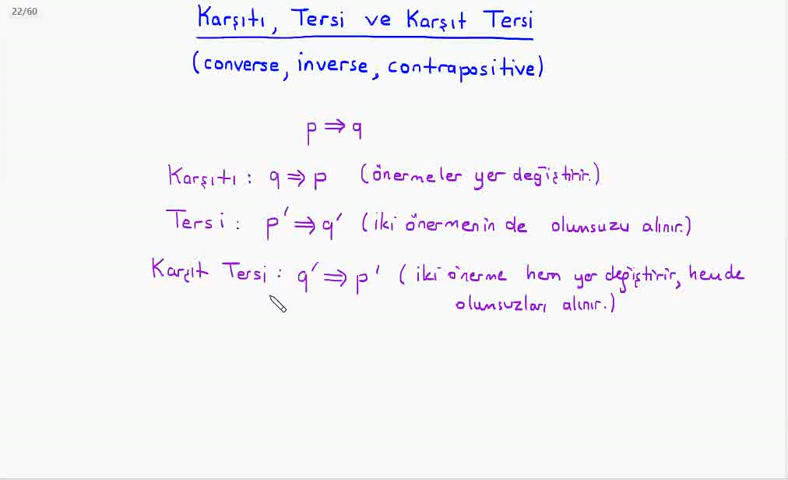 22/60
Karşıtı, Tersi ve Karşıt Tersi
(converse, inverse, contrapositive)
p ⇒ q
Karşıtı : q ⇒ p (önermeler yer değiştirir.)
Tersi : p' ⇒ q' (iki önermenin de olumsuzu alınır.)
Karşıt Tersi : q' ⇒ p' (iki önerme hem yer değiştirir, hem de
olumsuzları alınır.)